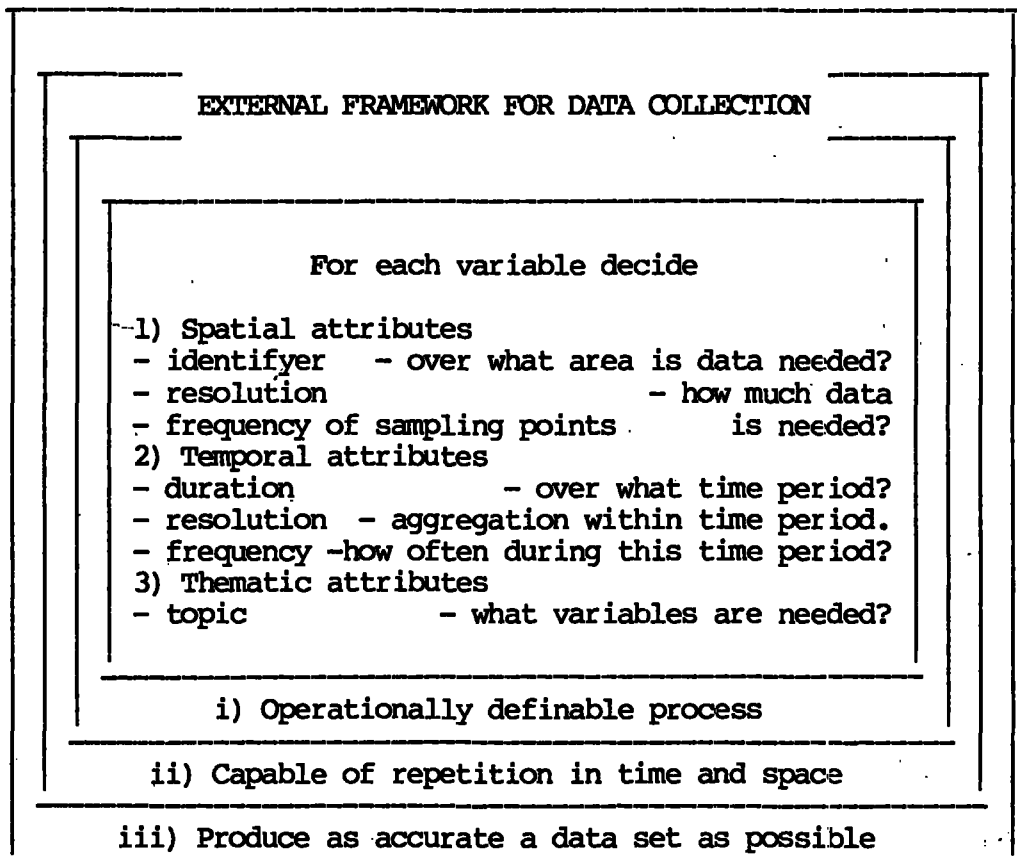 EXTERNAL FRAMEWORK FOR DATA COLLECTION
For each variable decide
1) Spatial attributes
- identifyer - over what area is data needed?
- resolution - how much data
- frequency of sampling points is needed?
2) Temporal attributes
- duration - over what time period?
- resolution - aggregation within time period.
- frequency -how often during this time period?
3) Thematic attributes
- topic - what variables are needed?
i) Operationally definable process
ii) Capable of repetition in time and space
iii) Produce as accurate a data set as possible